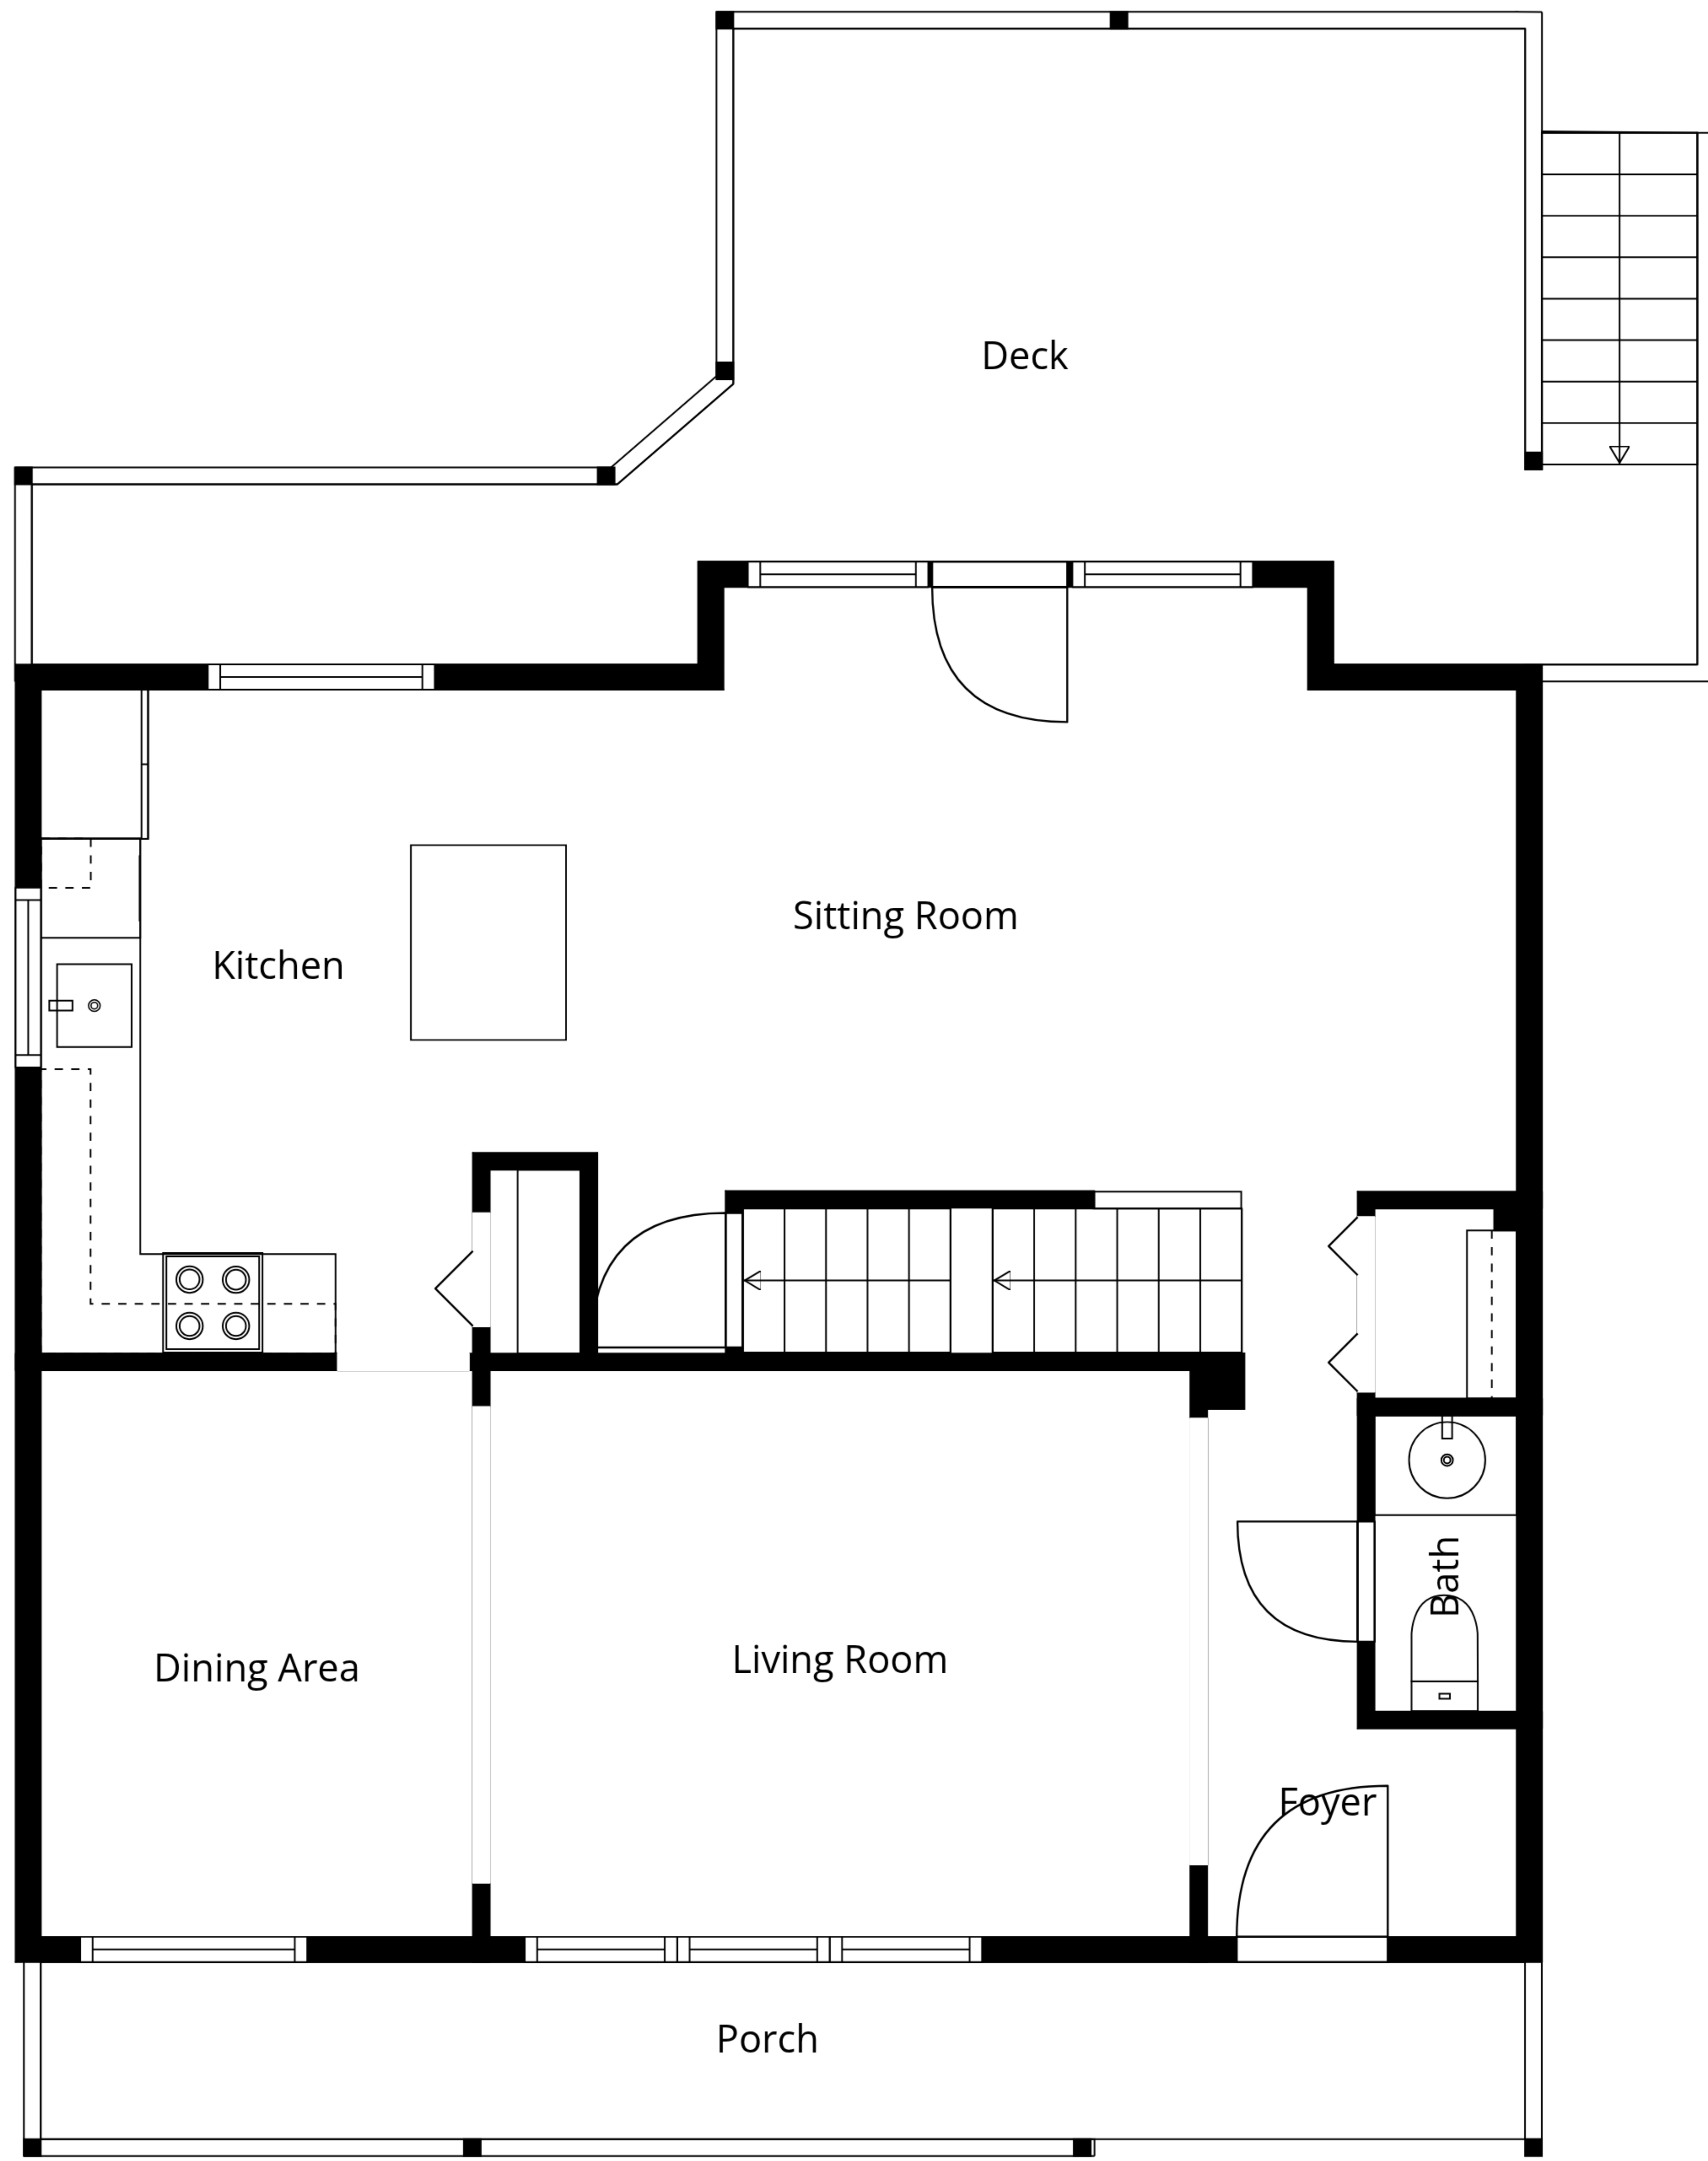 Deck
Sitting Room
Kitchen
Bath
Living Room
Dining Area
Foyer
Porch